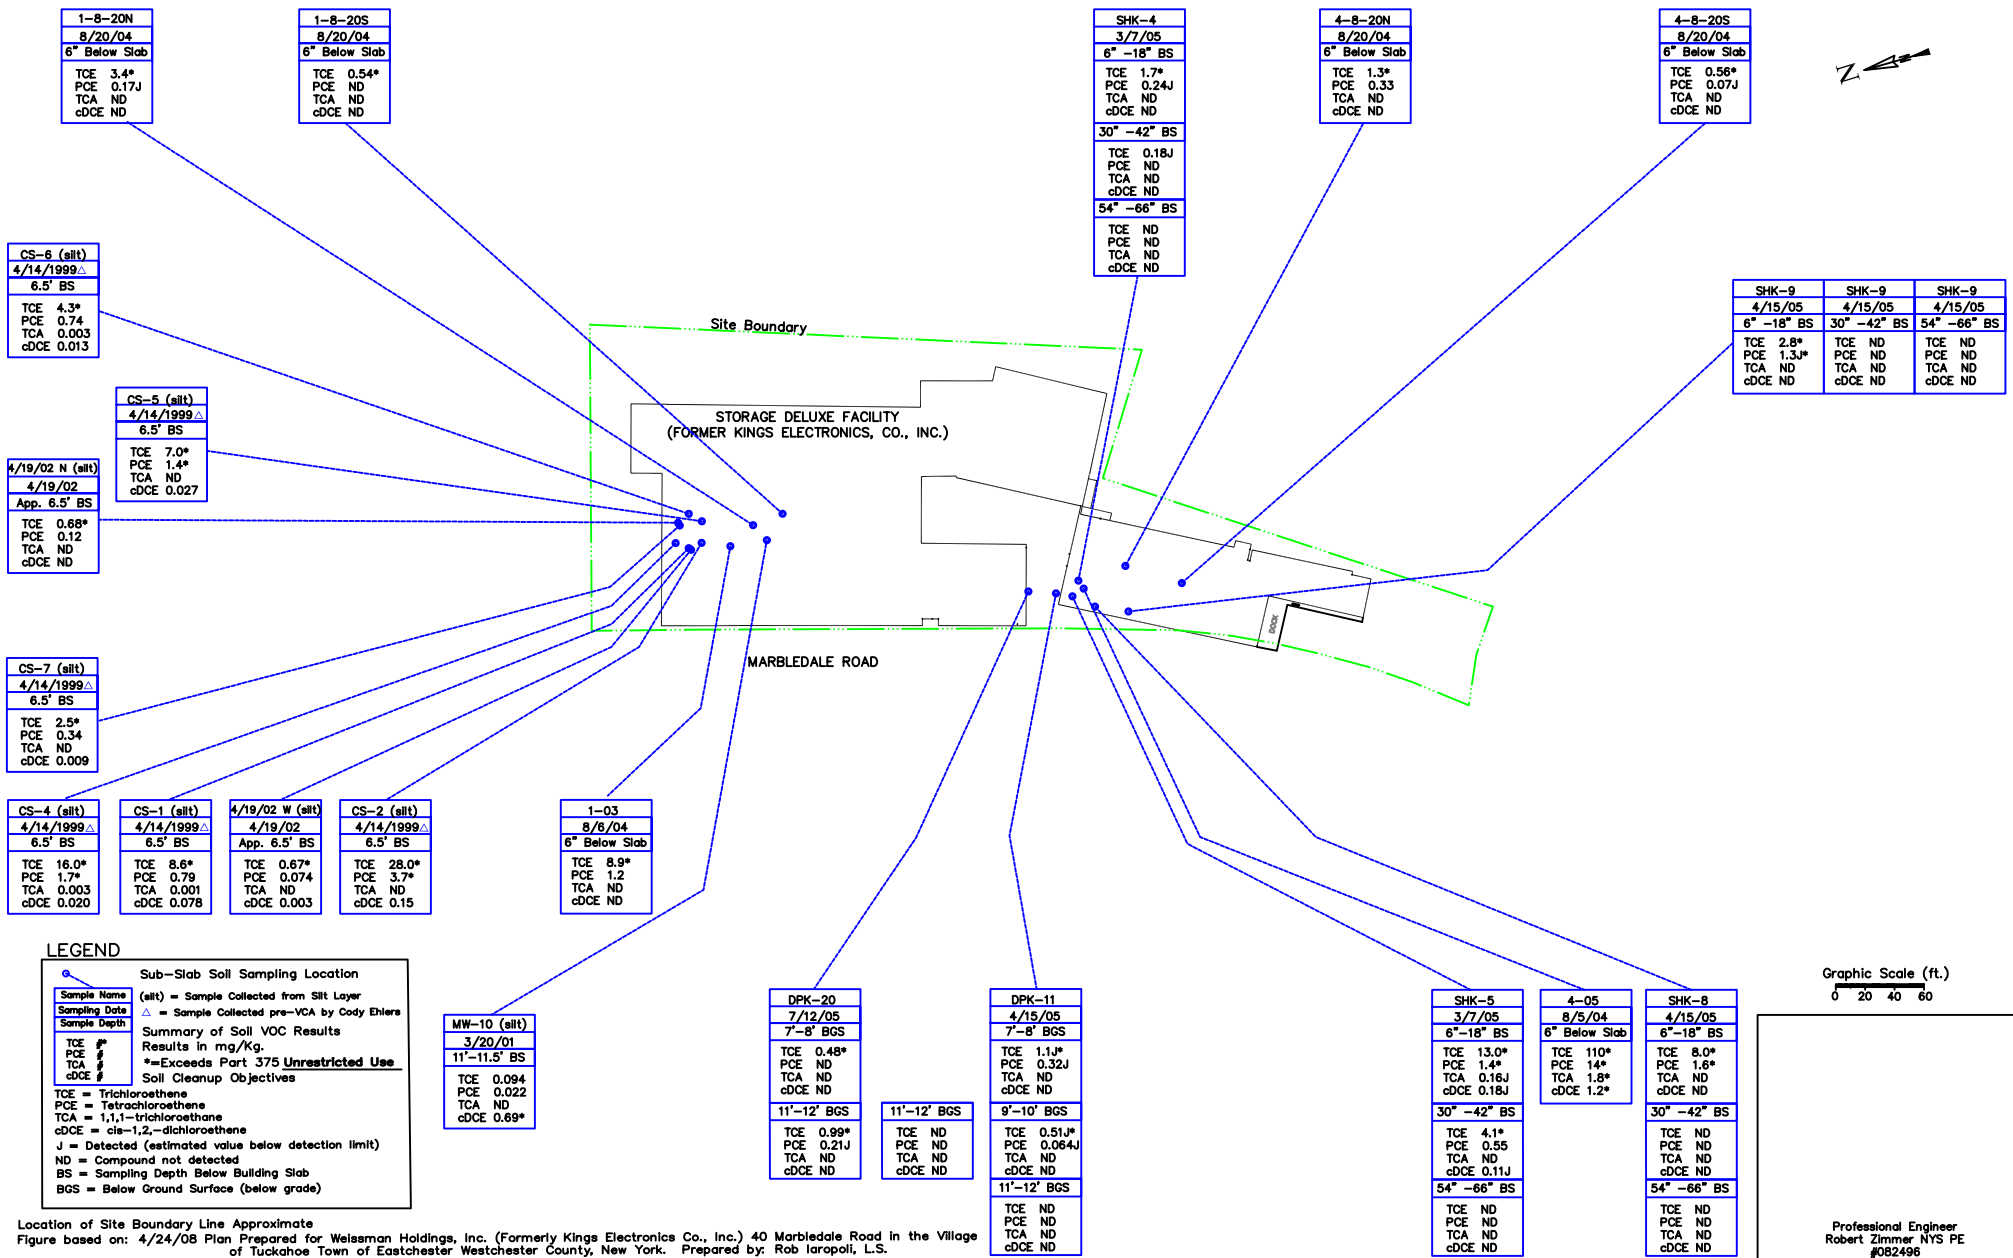 1-8-20N
8/20/04
6" Below Slab
TCE 3.4*
PCE 0.17J
TCA ND
cDCE ND
1-8-20S
8/20/04
6" Below Slab
TCE 0.54*
PCE ND
TCA ND
cDCE ND
SHK-4
3/7/05
6" -18" BS
TCE 1.7*
PCE 0.24J
TCA ND
cDCE ND
30" -42" BS
TCE 0.18J
PCE ND
TCA ND
cDCE ND
54" -66" BS
TCE ND
PCE ND
TCA ND
cDCE ND
4-8-20N
8/20/04
6" Below Slab
TCE 1.3*
PCE 0.33
TCA ND
cDCE ND
4-8-20S
8/20/04
6" Below Slab
TCE 0.56*
PCE 0.07J
TCA ND
cDCE ND
Z
CS-6 (silt)
4/14/1999△
6.5' BS
TCE 4.3*
PCE 0.74
TCA 0.003
cDCE 0.013
SHK-9 SHK-9 SHK-9
4/15/05 4/15/05 4/15/05
6" -18" BS 30" -42" BS 54" -66" BS
TCE 2.8* TCE ND TCE ND
PCE 1.3J* PCE ND PCE ND
TCA ND TCA ND TCA ND
cDCE ND cDCE ND cDCE ND
Site Boundary
STORAGE DELUXE FACILITY
(FORMER KINGS ELECTRONICS, CO., INC.)
CS-5 (silt)
4/14/1999△
6.5' BS
TCE 7.0*
PCE 1.4*
TCA ND
cDCE 0.027
4/19/02 N (silt)
4/19/02
App. 6.5' BS
TCE 0.68*
PCE 0.12
TCA ND
cDCE ND
DOCK
MARBLEDALE ROAD
CS-7 (silt)
4/14/1999△
6.5' BS
TCE 2.5*
PCE 0.34
TCA ND
cDCE 0.009
CS-4 (silt)
4/14/1999△
6.5' BS
TCE 16.0*
PCE 1.7*
TCA 0.003
cDCE 0.020
CS-1 (silt)
4/14/1999△
6.5' BS
TCE 8.6*
PCE 0.79
TCA 0.001
cDCE 0.078
4/19/02 W (silt)
4/19/02
App. 6.5' BS
TCE 0.67*
PCE 0.074
TCA ND
cDCE 0.003
CS-2 (silt)
4/14/1999△
6.5' BS
TCE 28.0*
PCE 3.7*
TCA ND
cDCE 0.15
1-03
8/6/04
6" Below Slab
TCE 8.9*
PCE 1.2
TCA ND
cDCE ND
LEGEND
Sub-Slab Soil Sampling Location
Sample Name
Sampling Date
Sample Depth
TCE #*
PCE #
TCA #
cDCE #
(silt) = Sample Collected from Silt Layer
△ = Sample Collected pre-VCA by Cody Ehlers
Summary of Soil VOC Results
Results in mg/Kg.
*=Exceeds Part 375 Unrestricted Use
Soil Cleanup Objectives
TCE = Trichloroethene
PCE = Tetrachloroethene
TCA = 1,1,1-trichloroethane
cDCE = cis-1,2,-dichloroethene
J = Detected (estimated value below detection limit)
ND = Compound not detected
BS = Sampling Depth Below Building Slab
BGS = Below Ground Surface (below grade)
MW-10 (silt)
3/20/01
11'-11.5' BS
TCE 0.094
PCE 0.022
TCA ND
cDCE 0.69*
DPK-20
7/12/05
7'-8' BGS
TCE 0.48*
PCE ND
TCA ND
cDCE ND
11'-12' BGS
TCE 0.99*
PCE 0.21J
TCA ND
cDCE ND
11'-12' BGS
TCE ND
PCE ND
TCA ND
cDCE ND
DPK-11
4/15/05
7'-8' BGS
TCE 1.1J*
PCE 0.32J
TCA ND
cDCE ND
9'-10' BGS
TCE 0.51J*
PCE 0.064J
TCA ND
cDCE ND
11'-12' BGS
TCE ND
PCE ND
TCA ND
cDCE ND
SHK-5
3/7/05
6"-18" BS
TCE 13.0*
PCE 1.4*
TCA 0.16J
cDCE 0.18J
30" -42" BS
TCE 4.1*
PCE 0.55
TCA ND
cDCE 0.11J
54" -66" BS
TCE ND
PCE ND
TCA ND
cDCE ND
4-05
8/5/04
6" Below Slab
TCE 110*
PCE 14*
TCA 1.8*
cDCE 1.2*
SHK-8
4/15/05
6"-18" BS
TCE 8.0*
PCE 1.6*
TCA ND
cDCE ND
30" -42" BS
TCE ND
PCE ND
TCA ND
cDCE ND
54" -66" BS
TCE ND
PCE ND
TCA ND
cDCE ND
Graphic Scale (ft.)
0 20 40 60
Professional Engineer
Robert Zimmer NYS PE
#082496
Location of Site Boundary Line Approximate
Figure based on: 4/24/08 Plan Prepared for Weissman Holdings, Inc. (Formerly Kings Electronics Co., Inc.) 40 Marbledale Road in the Village
of Tuckahoe Town of Eastchester Westchester County, New York. Prepared by: Rob Iaropoli, L.S.